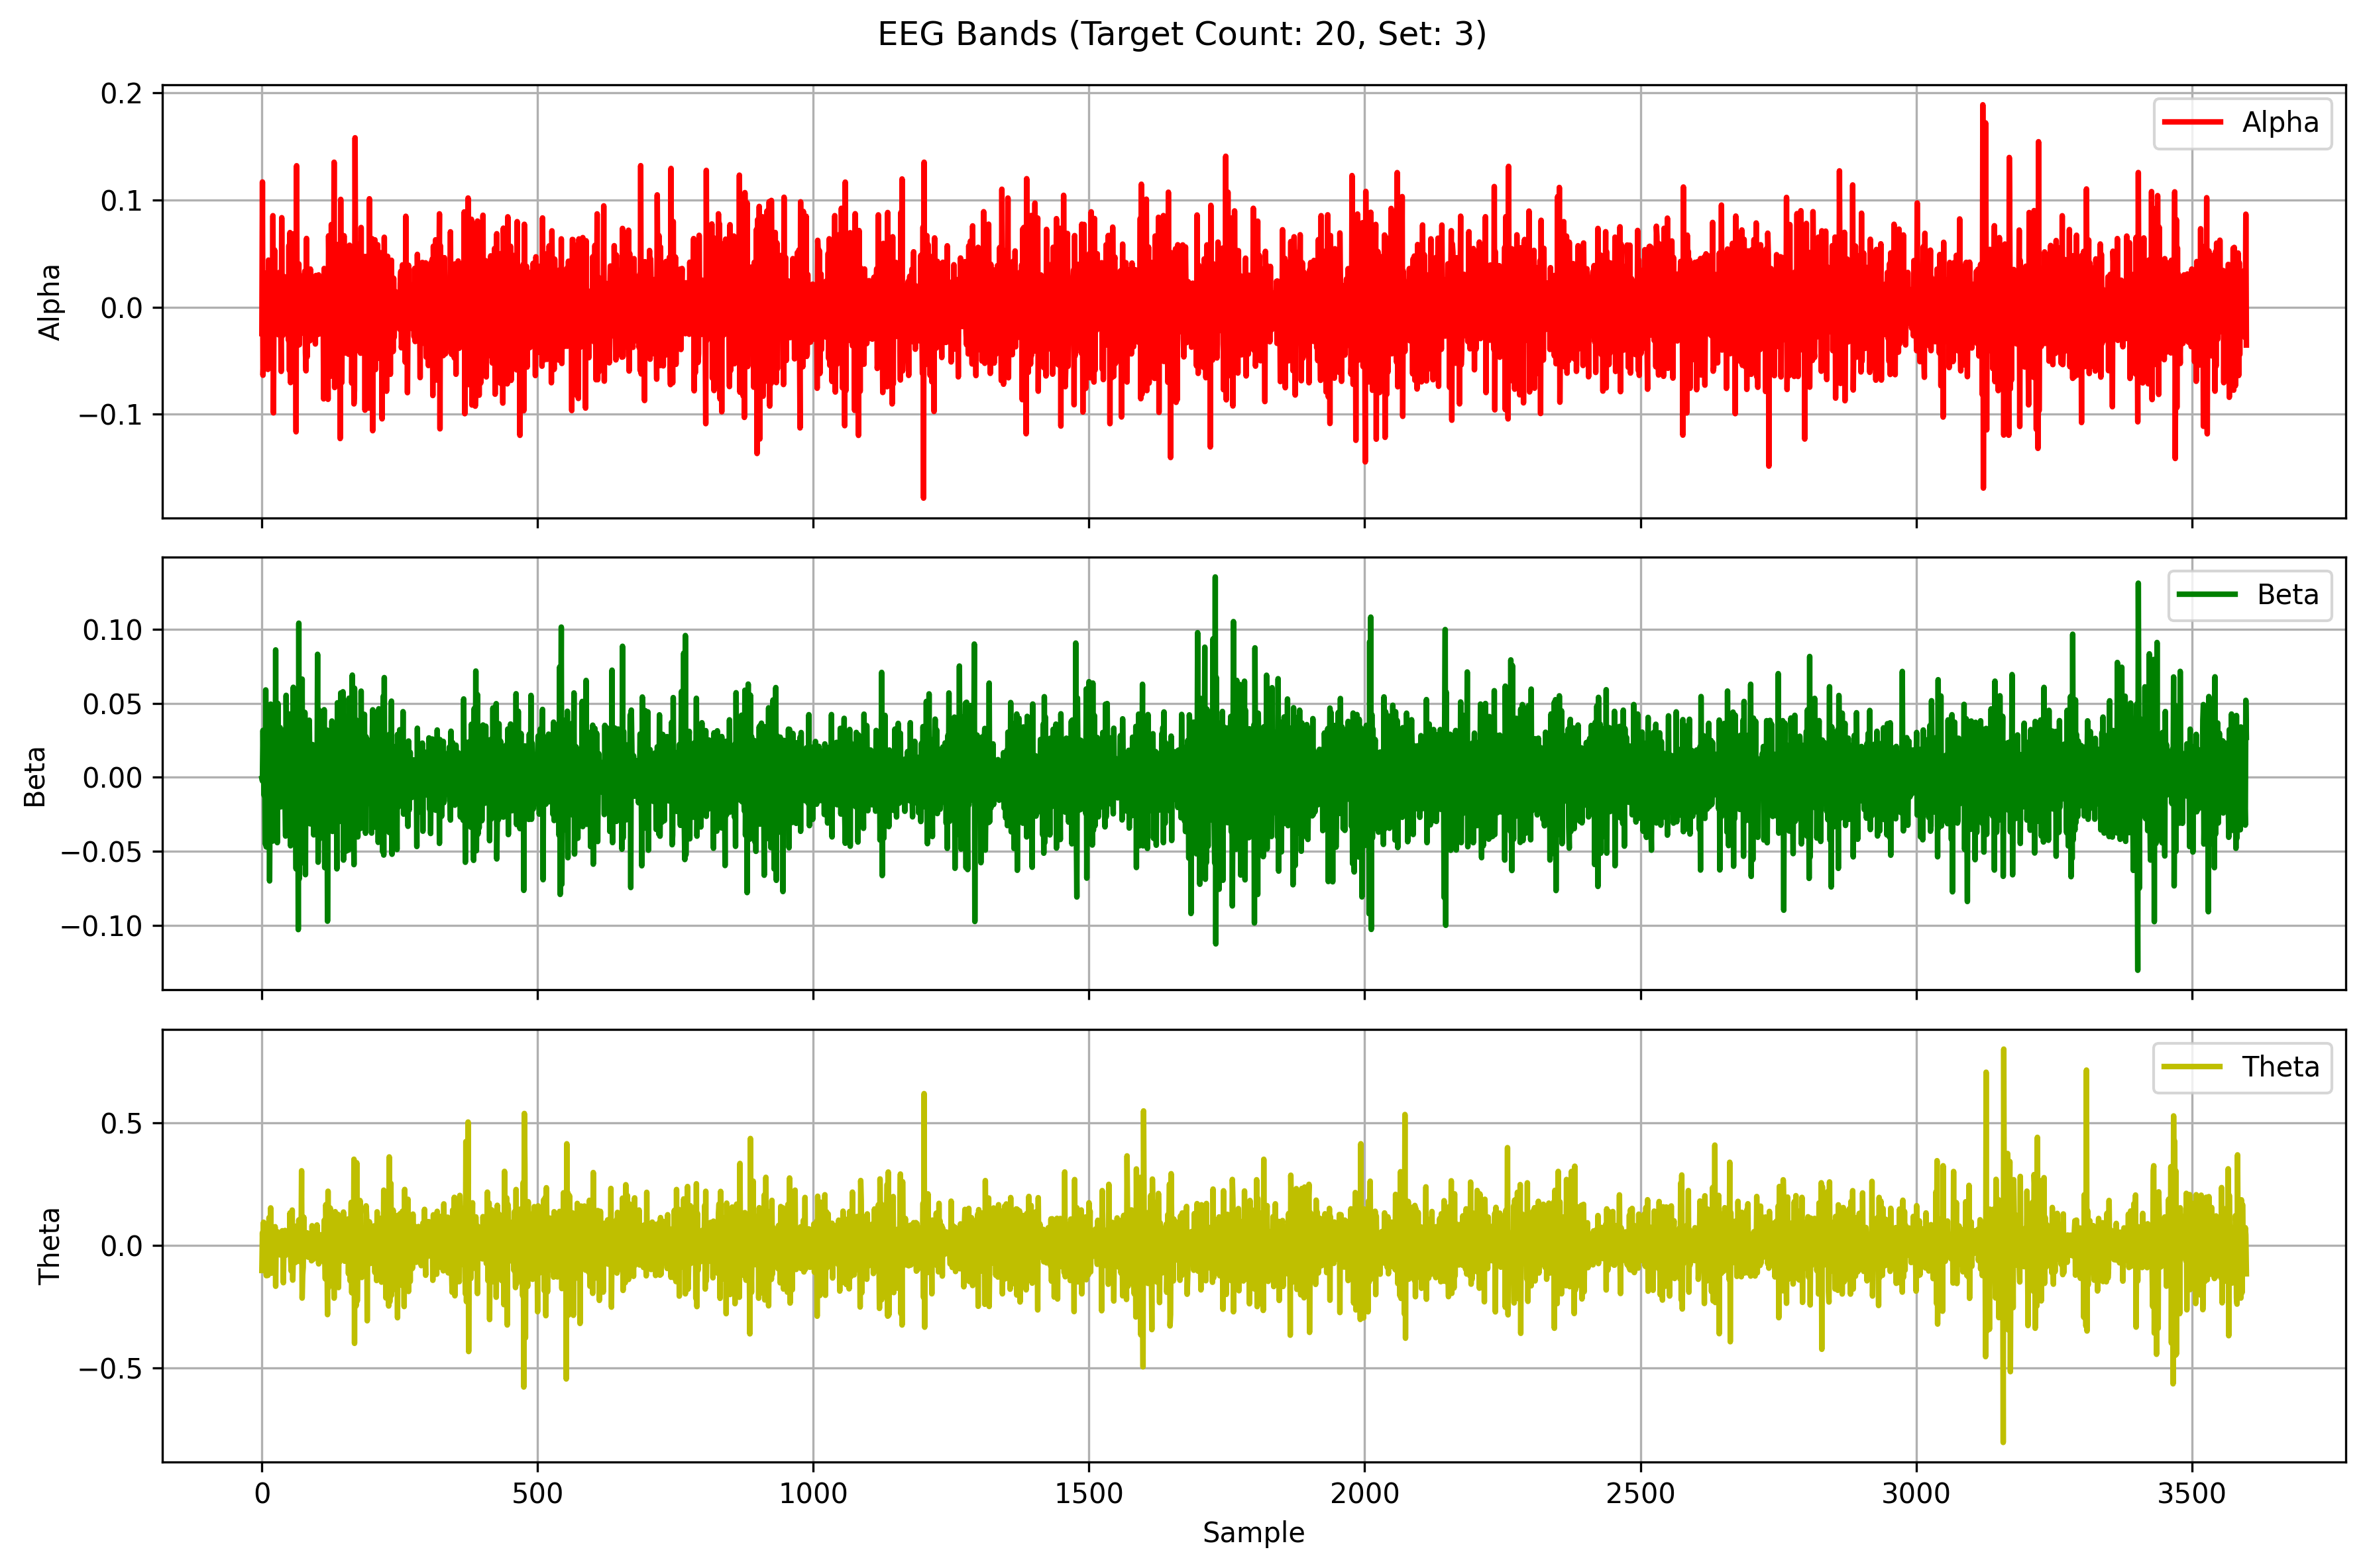 EEG Bands (Target Count: 20, Set: 3)
0.2
0.1
0.0
−0.1
Alpha
Alpha
0.10
0.05
0.00
−0.05
−0.10
Beta
Beta
0.5
0.0
−0.5
Theta
Theta
0 500 1000 1500 2000 2500 3000 3500
Sample